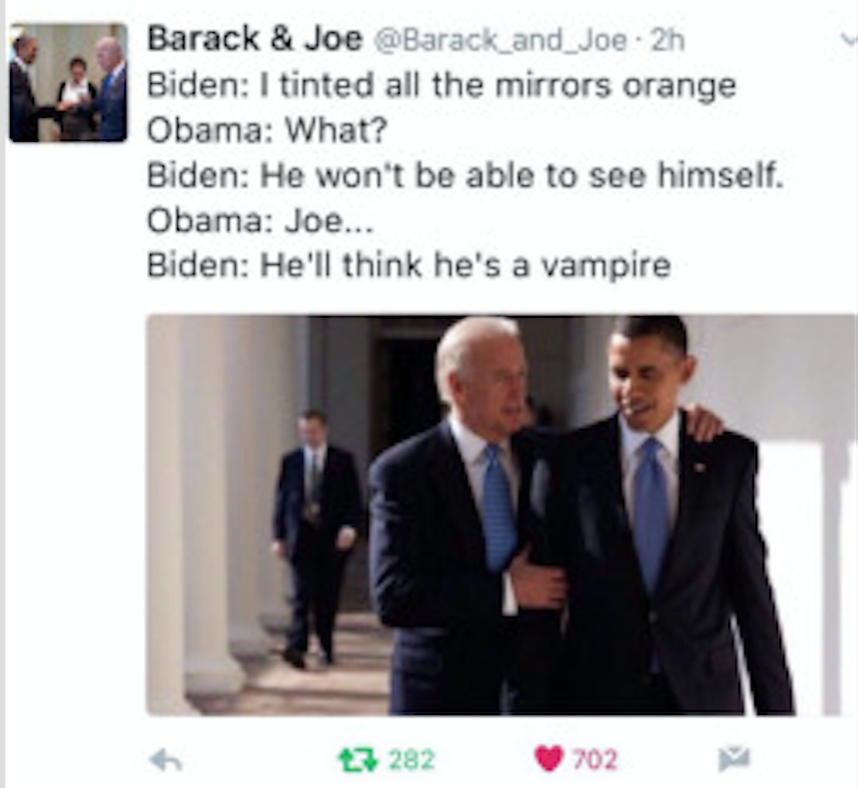 Barack & Joe @Barack_and_Joe · 2h
Biden: I tinted all the mirrors orange
Obama: What?
Biden: He won't be able to see himself.
Obama: Joe...
Biden: He'll think he's a vampire
282 702